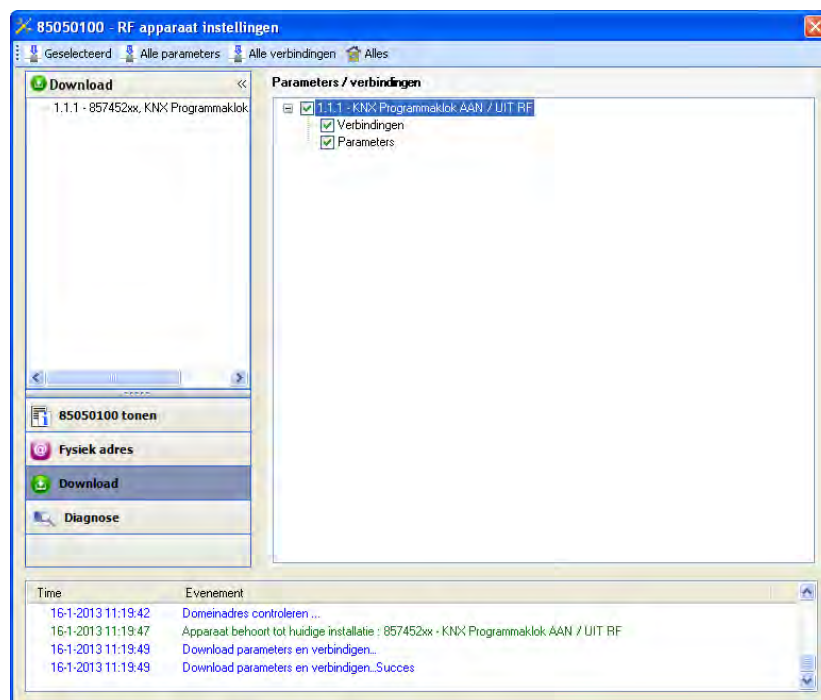 85050100 - RF apparaat instellingen
Geselecteerd Alle parameters Alle verbindingen Alles
Download «
1.1.1 - 857452xx, KNX Programmaklok
Parameters / verbindingen
1.1.1 - KNX Programmaklok AAN / UIT RF
Verbindingen
Parameters
85050100 tonen
Fysiek adres
Download
Diagnose
Time Evenement
16-1-2013 11:19:42 Domeinadres controleren ...
16-1-2013 11:19:47 Apparaat behoort tot huidige installatie : 857452xx - KNX Programmaklok AAN / UIT RF
16-1-2013 11:19:49 Download parameters en verbindigen...
16-1-2013 11:19:49 Download parameters en verbindigen...Succes